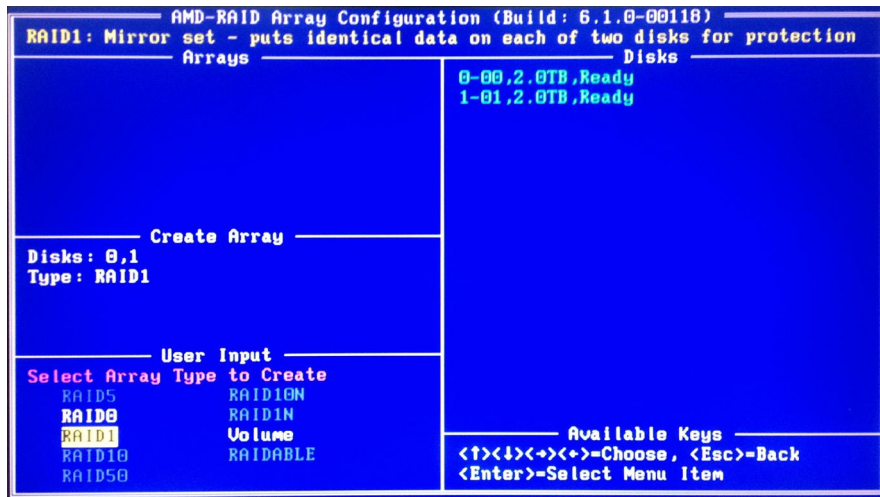 AMD-RAID Array Configuration (Build: 6.1.0-00118)
RAID1: Mirror set - puts identical data on each of two disks for protection
Arrays
Disks
0-00,2.0TB,Ready
1-01,2.0TB,Ready
Create Array
Disks: 0,1
Type: RAID1
User Input
Select Array Type to Create
RAID5 RAID10N
RAID0 RAID1N
RAID1 Volume
RAID10 RAIDABLE
RAID50
Available Keys
<↑><↓><→><←>=Choose, <Esc>=Back
<Enter>=Select Menu Item